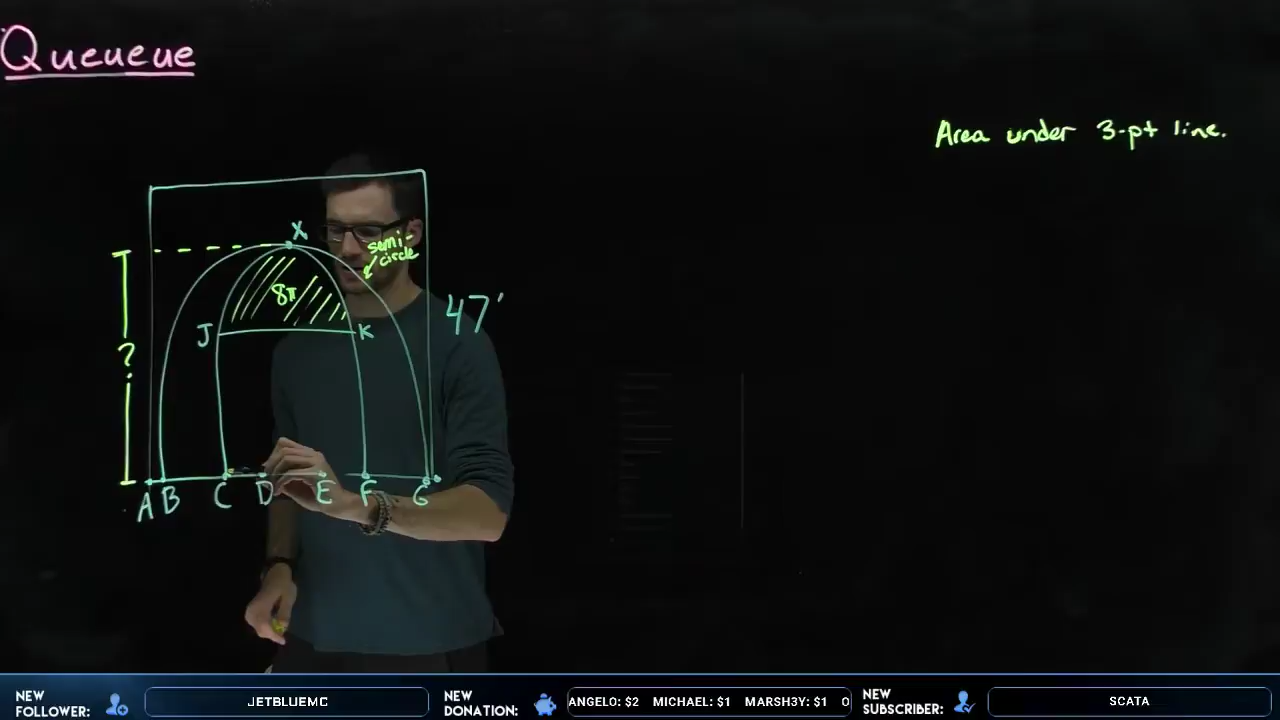 Queueue
Area under 3-pt line.
X
semi-
circle
8π
47'
J
K
?
A B C D E F G
NEW
FOLLOWER:
JETBLUEMC
NEW
DONATION:
ANGELO: $2 MICHAEL: $1 MARSH3Y: $1 O
NEW
SUBSCRIBER:
SCATA